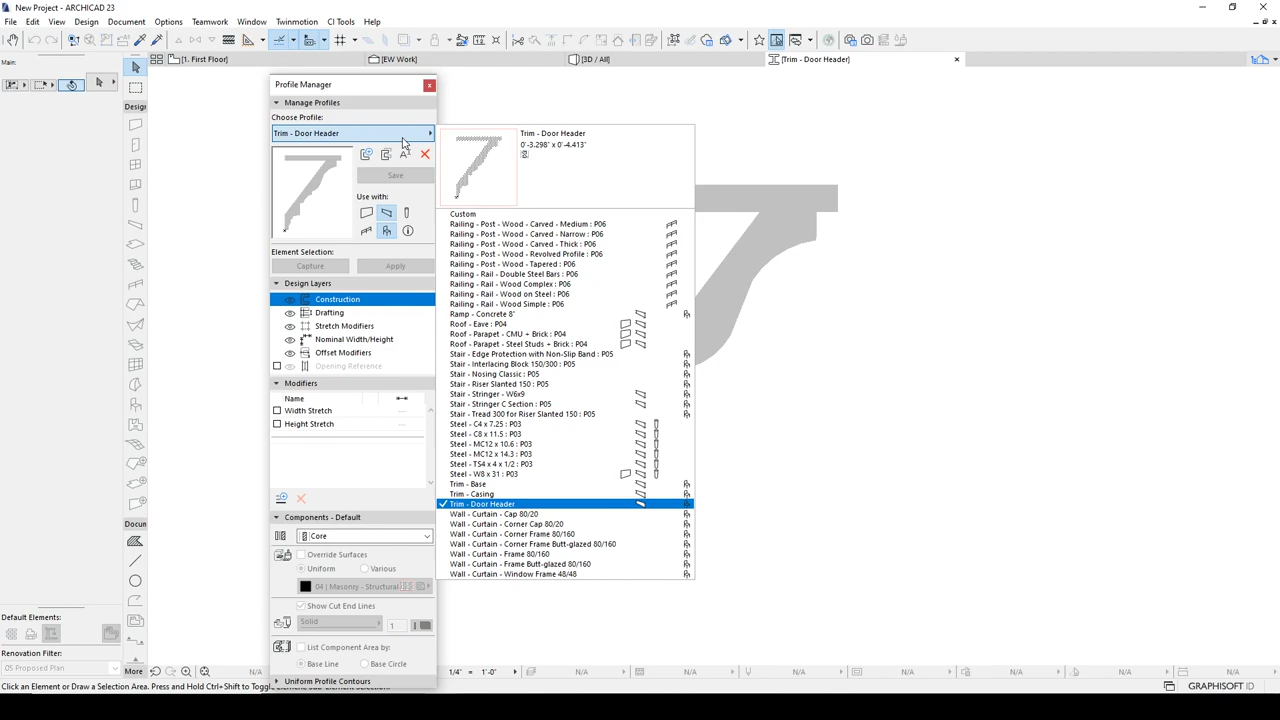 New Project - ARCHICAD 23
File Edit View Design Document Options Teamwork Window Twinmotion CI Tools Help
Main:
[1. First Floor]
[EW Work]
[3D / All]
[Trim - Door Header]
Design
Docun
More
Profile Manager
Manage Profiles
Choose Profile:
Trim - Door Header
Save
Use with:
Element Selection:
Capture Apply
Design Layers
Construction
Drafting
Stretch Modifiers
Nominal Width/Height
Offset Modifiers
Opening Reference
Modifiers
Name
Width Stretch ---
Height Stretch ---
Components - Default
Core
Override Surfaces
Uniform Various
04 | Masonry - Structural
Show Cut End Lines
Solid 1
List Component Area by:
Base Line Base Circle
Uniform Profile Contours
Trim - Door Header
0'-3.298" x 0'-4.413"
Custom
Railing - Post - Wood - Carved - Medium : P06
Railing - Post - Wood - Carved - Narrow : P06
Railing - Post - Wood - Carved - Thick : P06
Railing - Post - Wood - Revolved Profile : P06
Railing - Post - Wood - Tapered : P06
Railing - Rail - Double Steel Bars : P06
Railing - Rail - Wood Complex : P06
Railing - Rail - Wood on Steel : P06
Railing - Rail - Wood Simple : P06
Ramp - Concrete 8"
Roof - Eave : P04
Roof - Parapet - CMU + Brick : P04
Roof - Parapet - Steel Studs + Brick : P04
Stair - Edge Protection with Non-Slip Band : P05
Stair - Interlacing Block 150/300 : P05
Stair - Nosing Classic : P05
Stair - Riser Slanted 150 : P05
Stair - Stringer - W6x9
Stair - Stringer C Section : P05
Stair - Tread 300 for Riser Slanted 150 : P05
Steel - C4 x 7.25 : P03
Steel - C8 x 11.5 : P03
Steel - MC12 x 10.6 : P03
Steel - MC12 x 14.3 : P03
Steel - TS4 x 4 x 1/2 : P03
Steel - W8 x 31 : P03
Trim - Base
Trim - Casing
Trim - Door Header
Wall - Curtain - Cap 80/20
Wall - Curtain - Corner Cap 80/20
Wall - Curtain - Corner Frame 80/160
Wall - Curtain - Corner Frame Butt-glazed 80/160
Wall - Curtain - Frame 80/160
Wall - Curtain - Frame Butt-glazed 80/160
Wall - Curtain - Window Frame 48/48
Default Elements:
Renovation Filter:
05 Proposed Plan
N/A 1/4" = 1'-0" N/A N/A N/A N/A N/A N/A
Click an Element or Draw a Selection Area. Press and Hold Ctrl+Shift to Toggle Element/Sub-Element Selection.
GRAPHISOFT ID